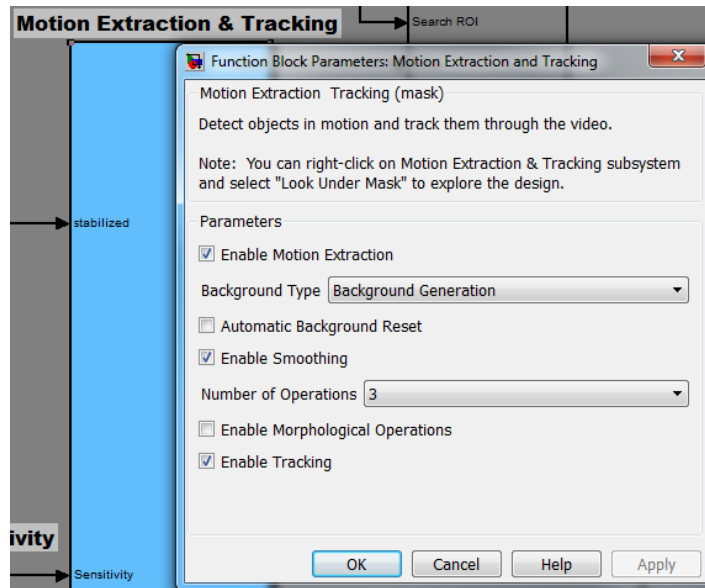 Motion Extraction & Tracking
Search ROI
Function Block Parameters: Motion Extraction and Tracking
Motion Extraction  Tracking (mask)
Detect objects in motion and track them through the video.
Note:  You can right-click on Motion Extraction & Tracking subsystem
and select "Look Under Mask" to explore the design.
stabilized
Parameters
Enable Motion Extraction
Background Type Background Generation
Automatic Background Reset
Enable Smoothing
Number of Operations 3
Enable Morphological Operations
Enable Tracking
ivity
OK Cancel Help Apply
Sensitivity